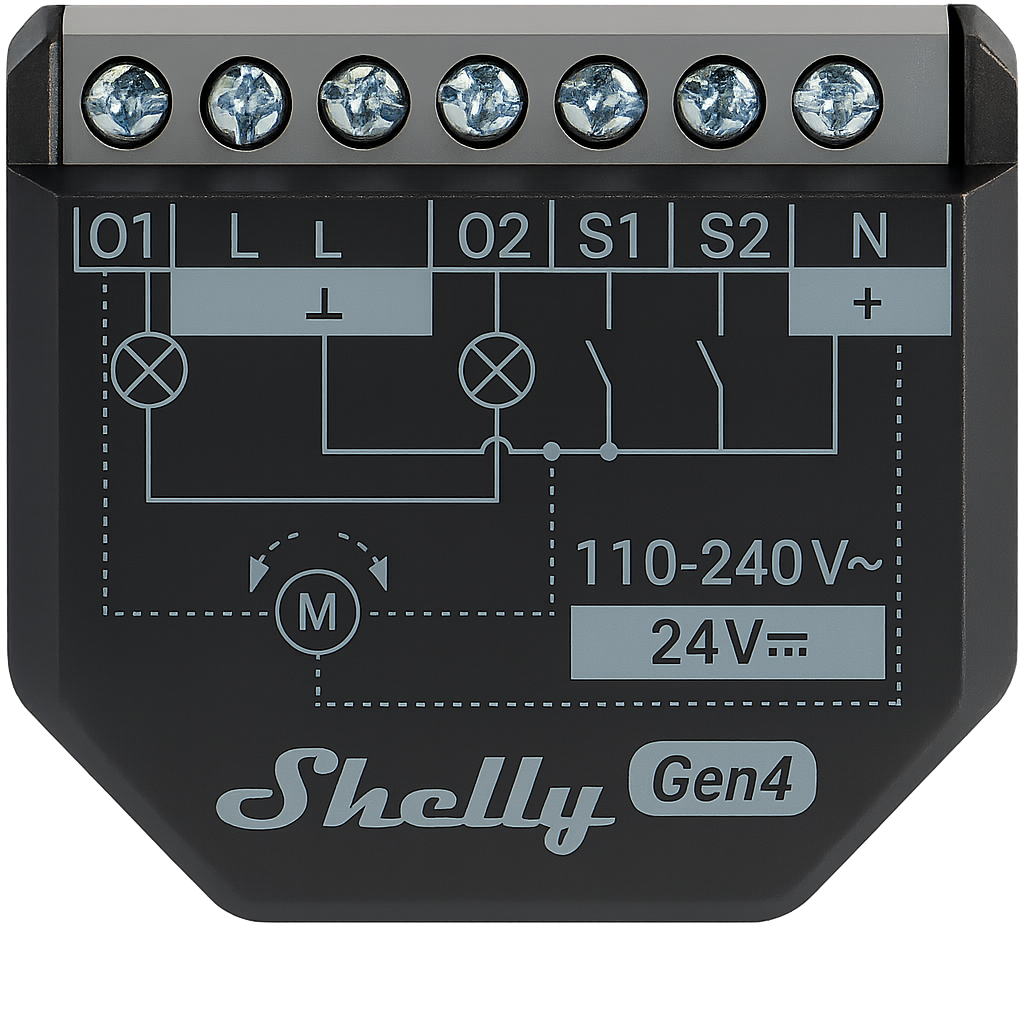 O1 L L O2 S1 S2 N
⊥ +
M
110-240V~
24V⎓
Shelly Gen4